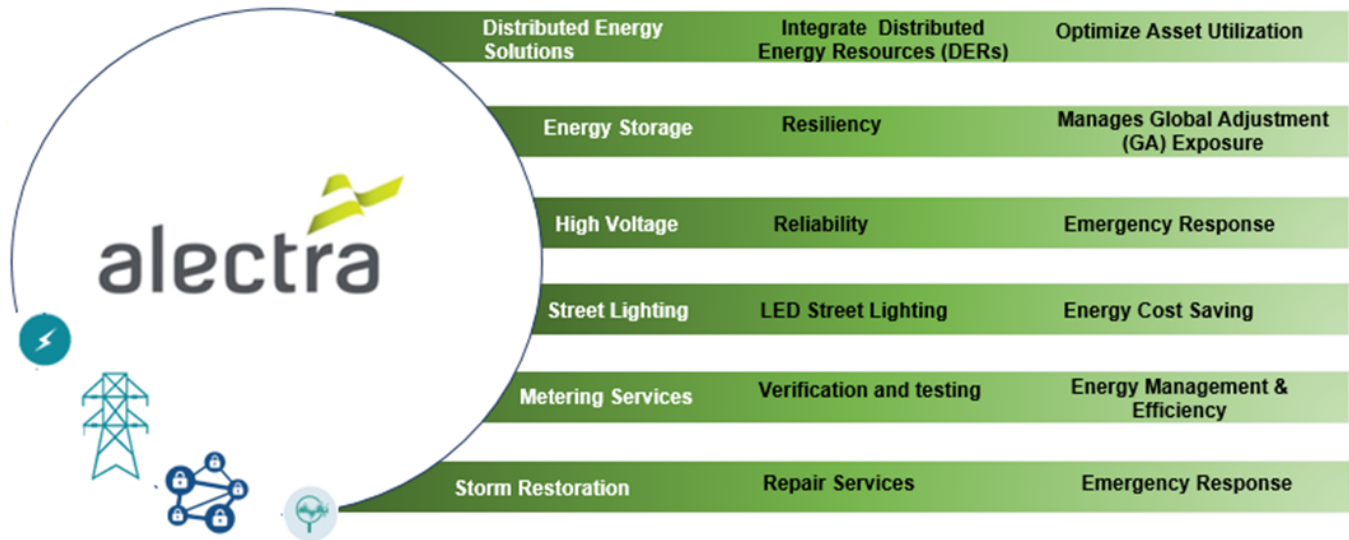 alectra
Distributed Energy
Solutions
Integrate Distributed
Energy Resources (DERs)
Optimize Asset Utilization
Energy Storage
Resiliency
Manages Global Adjustment
(GA) Exposure
High Voltage
Reliability
Emergency Response
Street Lighting
LED Street Lighting
Energy Cost Saving
Metering Services
Verification and testing
Energy Management &
Efficiency
Storm Restoration
Repair Services
Emergency Response